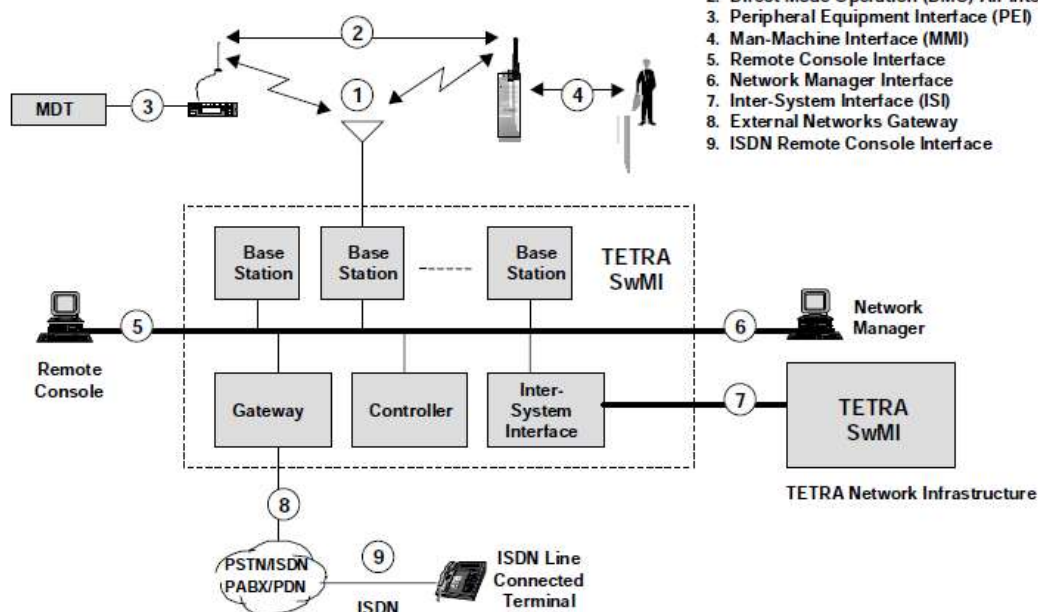 2. Direct Mode Operation (DMO) Air
3. Peripheral Equipment Interface (PEI)
4. Man-Machine Interface (MMI)
5. Remote Console Interface
6. Network Manager Interface
7. Inter-System Interface (ISI)
8. External Networks Gateway
9. ISDN Remote Console Interface
2
1
MDT
3
4
Base
Station
Base
Station
Base
Station
TETRA
SwMI
5
6
Network
Manager
Remote
Console
Gateway
Controller
Inter-
System
Interface
7
TETRA
SwMI
TETRA Network Infrastructure
8
PSTN/ISDN
PABX/PDN
9
ISDN
ISDN Line
Connected
Terminal